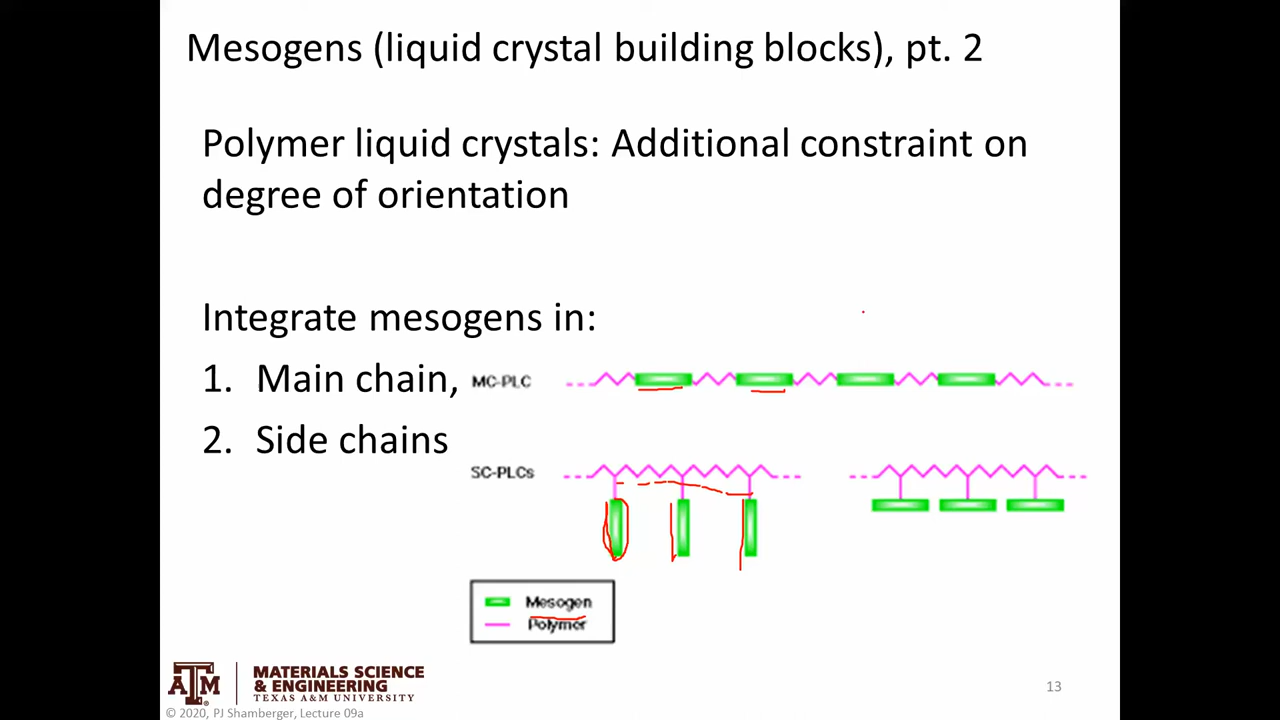 Mesogens (liquid crystal building blocks), pt. 2
Polymer liquid crystals: Additional constraint on
degree of orientation
Integrate mesogens in:
1. Main chain,
MC-PLC
2. Side chains
SC-PLCs
Mesogen
Polymer
ATM
MATERIALS SCIENCE
& ENGINEERING
TEXAS A&M UNIVERSITY
13
© 2020, PJ Shamberger, Lecture 09a